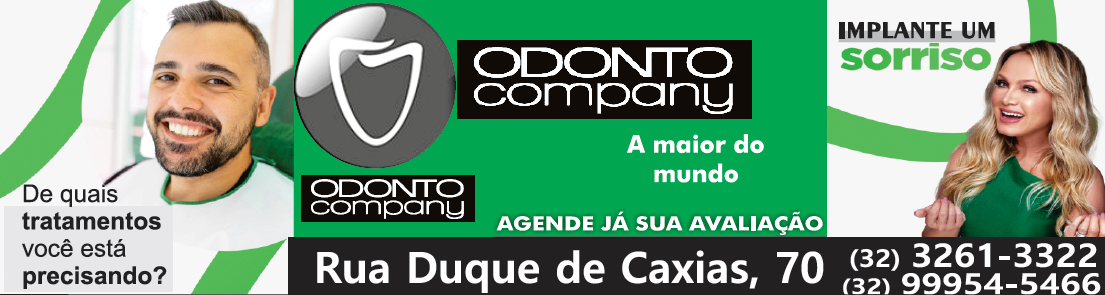 De quais
tratamentos
você está
precisando?
ODONTO
company
ODONTO
company
A maior do
mundo
AGENDE JÁ SUA AVALIAÇÃO
Rua Duque de Caxias, 70
IMPLANTE UM
sorriso
(32) 3261-3322
(32) 99954-5466